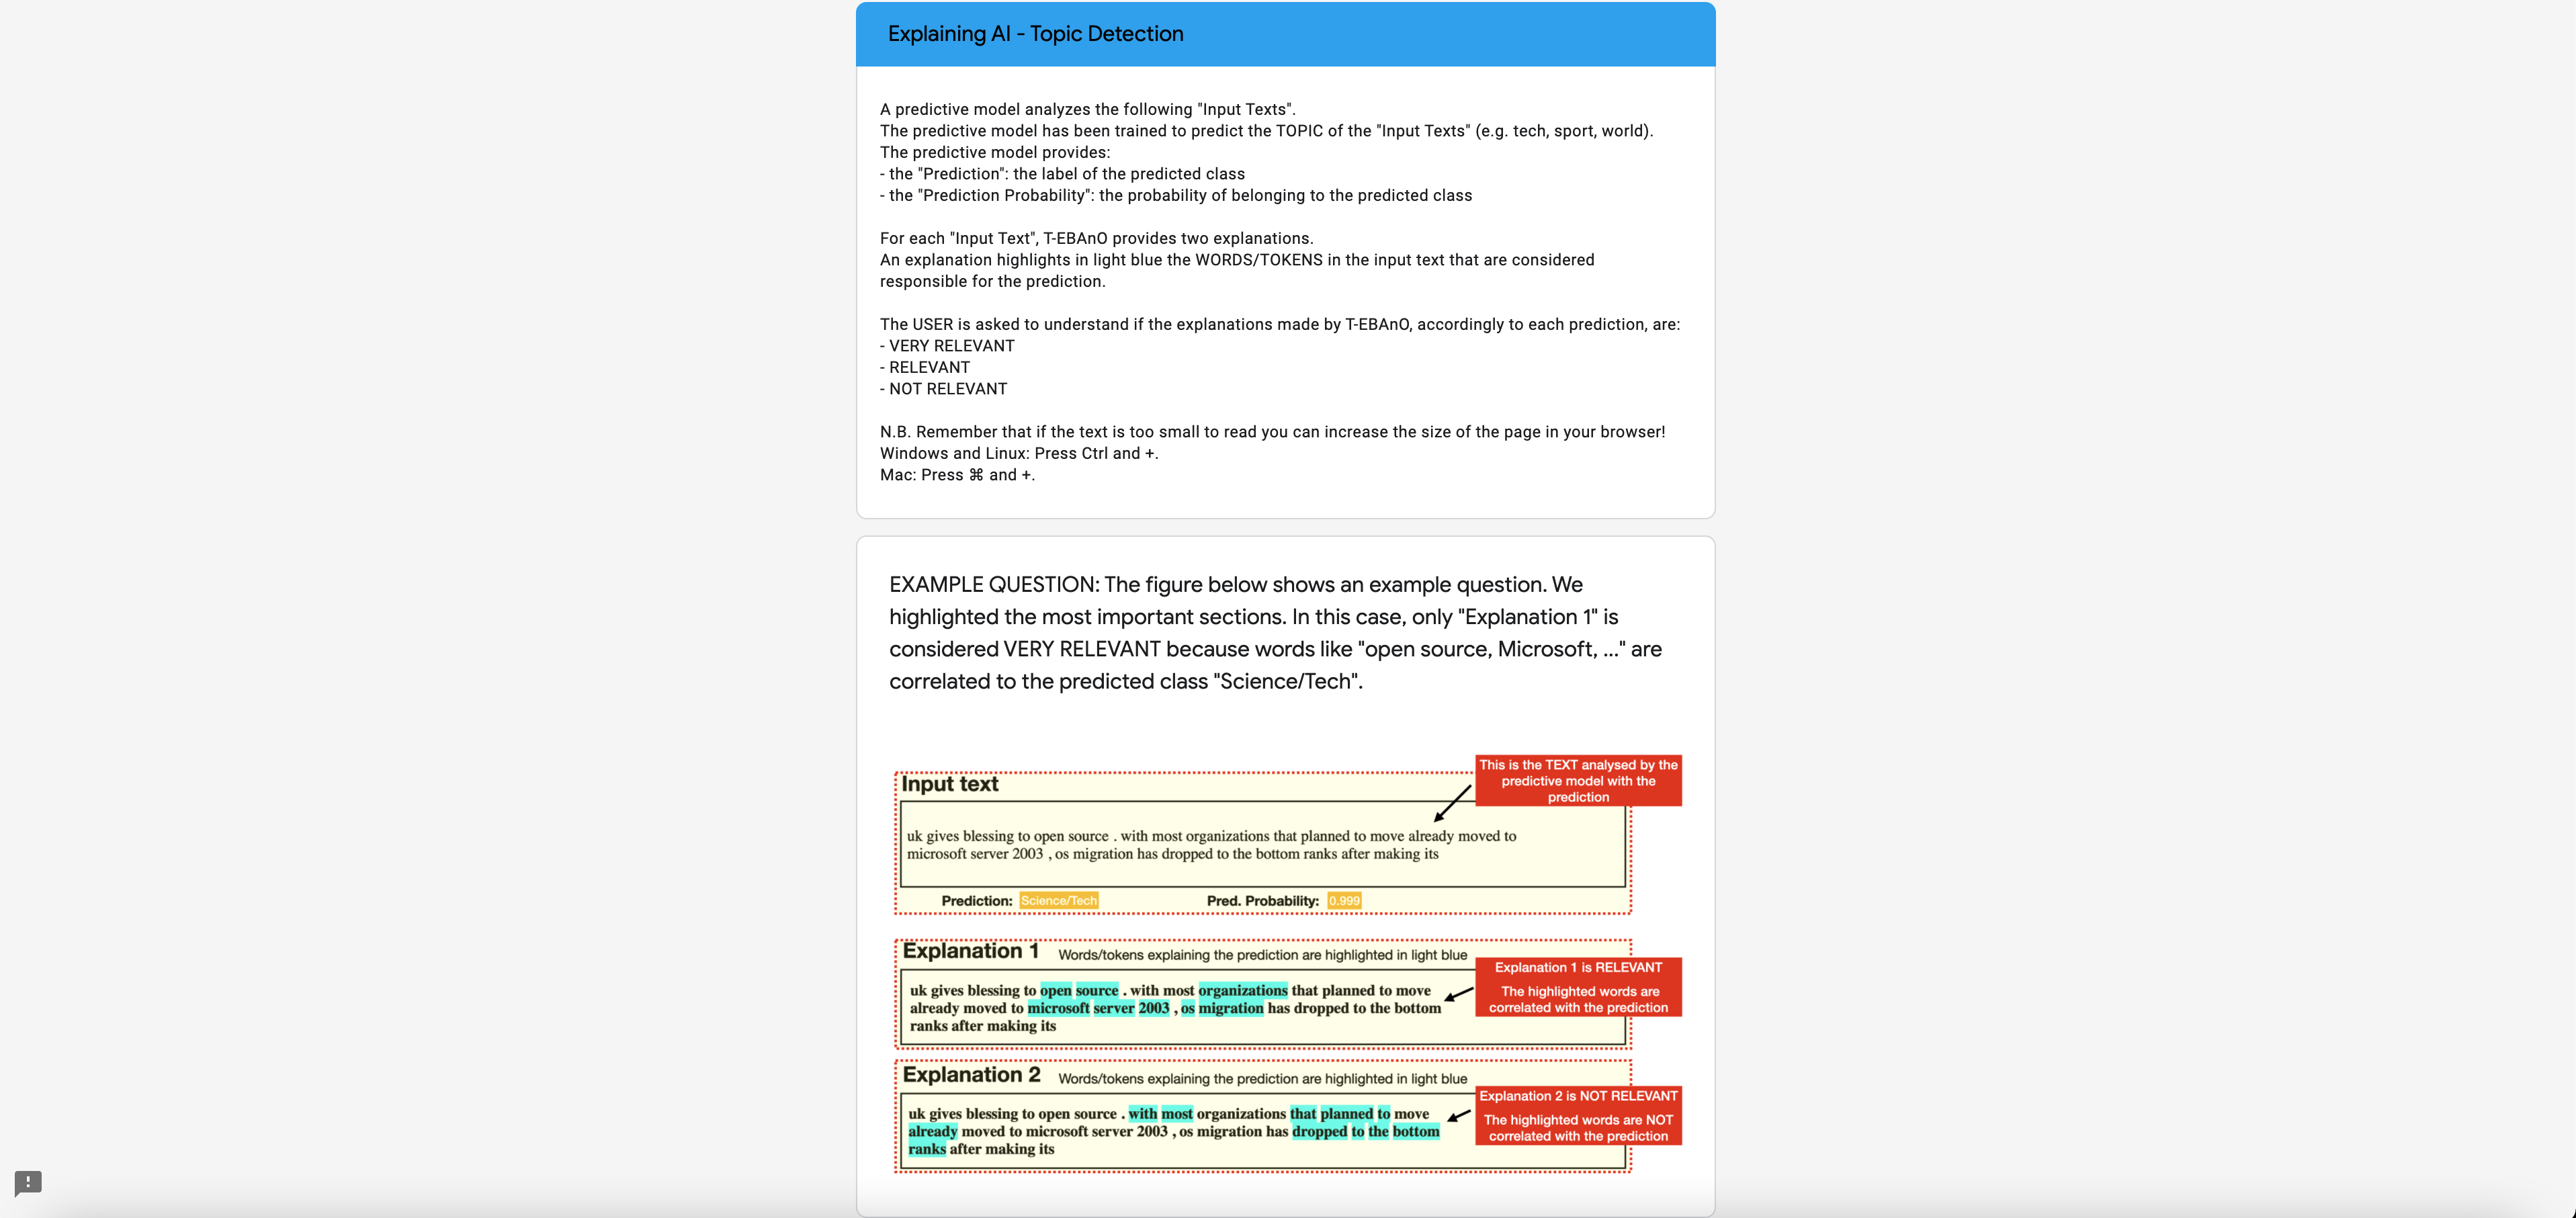 Explaining AI - Topic Detection
A predictive model analyzes the following "Input Texts".
The predictive model has been trained to predict the TOPIC of the "Input Texts" (e.g. tech, sport, world).
The predictive model provides:
- the "Prediction": the label of the predicted class
- the "Prediction Probability": the probability of belonging to the predicted class
For each "Input Text", T-EBAnO provides two explanations.
An explanation highlights in light blue the WORDS/TOKENS in the input text that are considered
responsible for the prediction.
The USER is asked to understand if the explanations made by T-EBAnO, accordingly to each prediction, are:
- VERY RELEVANT
- RELEVANT
- NOT RELEVANT
N.B. Remember that if the text is too small to read you can increase the size of the page in your browser!
Windows and Linux: Press Ctrl and +.
Mac: Press ⌘ and +.
EXAMPLE QUESTION: The figure below shows an example question. We
highlighted the most important sections. In this case, only "Explanation 1" is
considered VERY RELEVANT because words like "open source, Microsoft, ..." are
correlated to the predicted class "Science/Tech".
This is the TEXT analysed by the
predictive model with the
prediction
Input text
uk gives blessing to open source . with most organizations that planned to move already moved to
microsoft server 2003 , os migration has dropped to the bottom ranks after making its
Prediction: Science/Tech Pred. Probability: 0.999
Explanation 1 Words/tokens explaining the prediction are highlighted in light blue
uk gives blessing to open source . with most organizations that planned to move
already moved to microsoft server 2003 , os migration has dropped to the bottom
ranks after making its
Explanation 1 is RELEVANT
The highlighted words are
correlated with the prediction
Explanation 2 Words/tokens explaining the prediction are highlighted in light blue
uk gives blessing to open source . with most organizations that planned to move
already moved to microsoft server 2003 , os migration has dropped to the bottom
ranks after making its
Explanation 2 is NOT RELEVANT
The highlighted words are NOT
correlated with the prediction